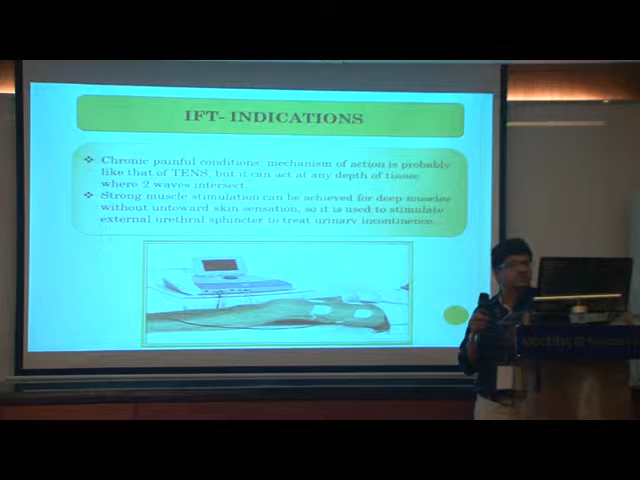 IFT- INDICATIONS
❖ Chronic painful conditions: mechanism of action is probably
like that of TENS, but it can act at any depth of tissue
where 2 waves intersect.
❖ Strong muscle stimulation can be achieved for deep muscles
without untoward skin sensation, so it is used to stimulate
external urethral sphincter to treat urinary incontinence...